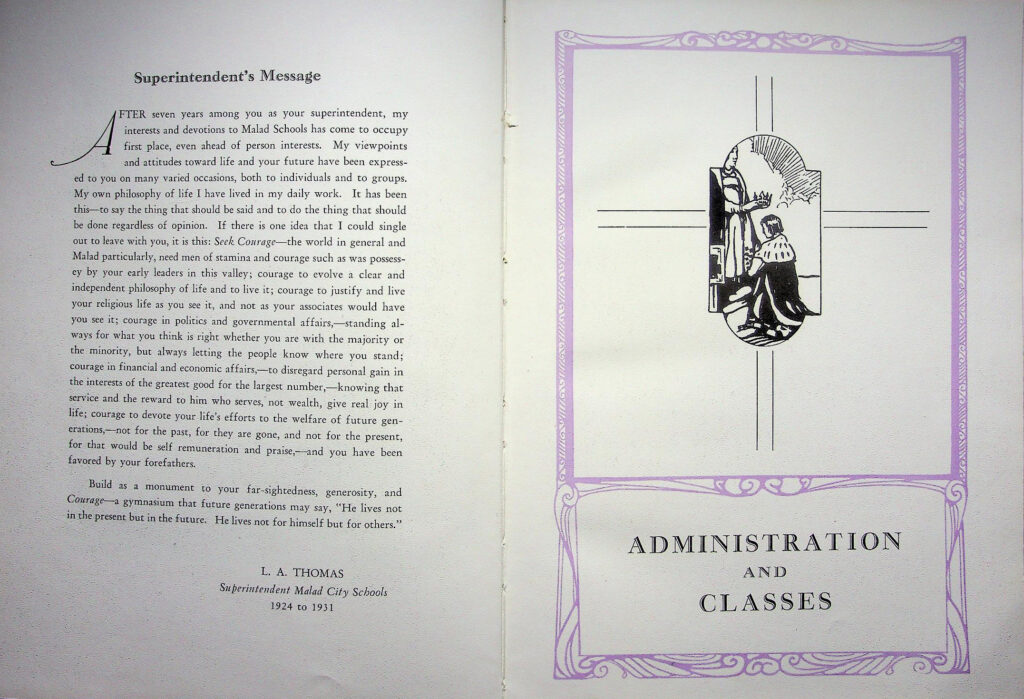 Superintendent's Message
AFTER seven years among you as your superintendent, my
interests and devotions to Malad Schools has come to occupy
first place, even ahead of person interests. My viewpoints
and attitudes toward life and your future have been express-
ed to you on many varied occasions, both to individuals and to groups.
My own philosophy of life I have lived in my daily work. It has been
this—to say the thing that should be said and to do the thing that should
be done regardless of opinion. If there is one idea that I could single
out to leave with you, it is this: Seek Courage—the world in general and
Malad particularly, need men of stamina and courage such as was possess-
ey by your early leaders in this valley; courage to evolve a clear and
independent philosophy of life and to live it; courage to justify and live
your religious life as you see it, and not as your associates would have
you see it; courage in politics and governmental affairs,—standing al-
ways for what you think is right whether you are with the majority or
the minority, but always letting the people know where you stand;
courage in financial and economic affairs,—to disregard personal gain in
the interests of the greatest good for the largest number,—knowing that
service and the reward to him who serves, not wealth, give real joy in
life; courage to devote your life's efforts to the welfare of future gen-
erations,—not for the past, for they are gone, and not for the present,
for that would be self remuneration and praise,—and you have been
favored by your forefathers.
Build as a monument to your far-sightedness, generosity, and
Courage—a gymnasium that future generations may say, "He lives not
in the present but in the future. He lives not for himself but for others."
L. A. THOMAS
Superintendent Malad City Schools
1924 to 1931
ADMINISTRATION
AND
CLASSES